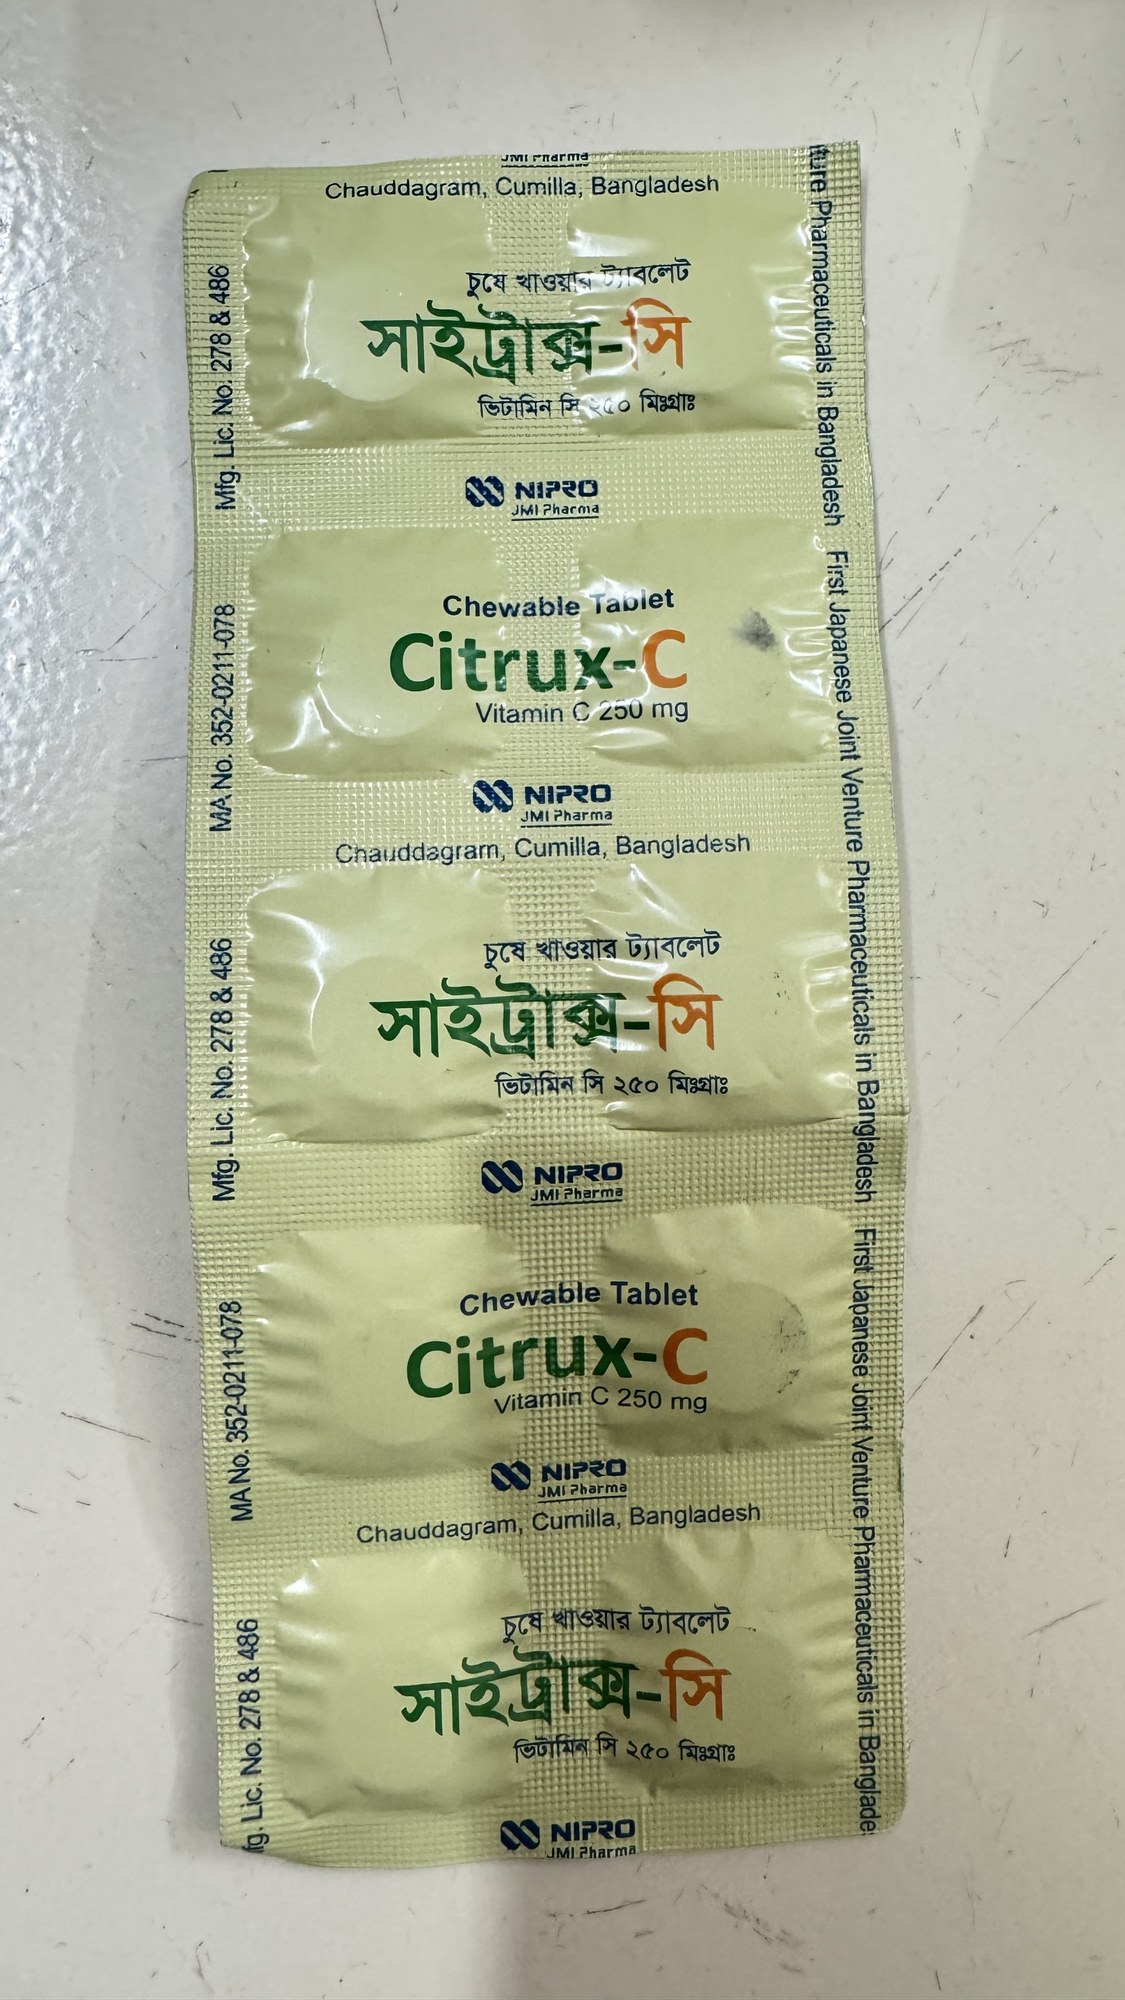 JMI Pharma
Chauddagram, Cumilla, Bangladesh
চুষে খাওয়ার ট্যাবলেট
সাইট্রাক্স-সি
ভিটামিন সি ২৫০ মিঃগ্রাঃ
NIPRO
JMI Pharma
Chewable Tablet
Citrux-C
Vitamin C 250 mg
NIPRO
JMI Pharma
Chauddagram, Cumilla, Bangladesh
চুষে খাওয়ার ট্যাবলেট
সাইট্রাক্স-সি
ভিটামিন সি ২৫০ মিঃগ্রাঃ
NIPRO
JMI Pharma
Chewable Tablet
Citrux-C
Vitamin C 250 mg
NIPRO
JMI Pharma
Chauddagram, Cumilla, Bangladesh
চুষে খাওয়ার ট্যাবলেট
সাইট্রাক্স-সি
ভিটামিন সি ২৫০ মিঃগ্রাঃ
NIPRO
JMI Pharma
Mfg. Lic. No. 278 & 486
MA No. 352-0211-078
Mfg. Lic. No. 278 & 486
MA No. 352-0211-078
fg. Lic. No. 278 & 486
ture Pharmaceuticals in Bangladesh First Japanese Joint Venture Pharmaceuticals in Bangladesh First Japanese Joint Venture Pharmaceuticals in Banglades